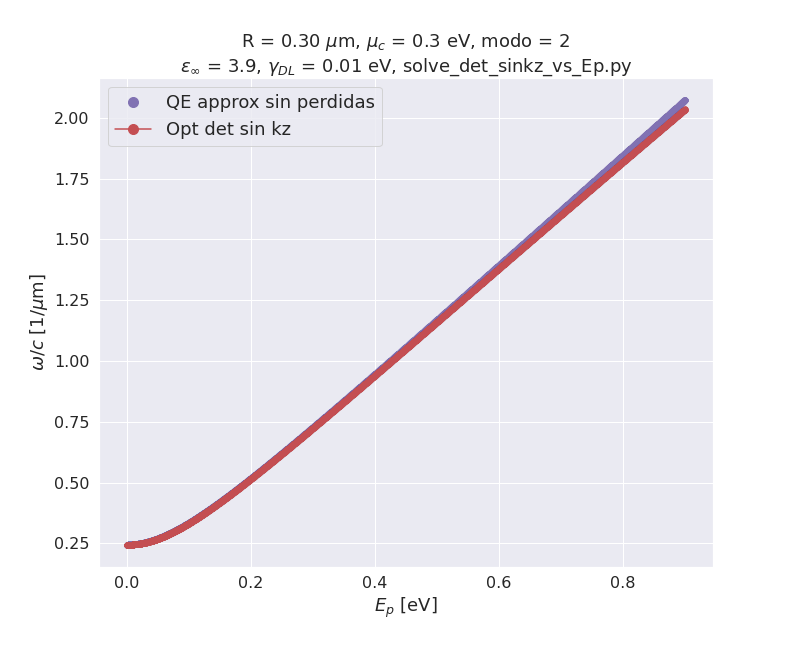 R = 0.30 μm, μ_c = 0.3 eV, modo = 2
ε_∞ = 3.9, γ_DL = 0.01 eV, solve_det_sinkz_vs_Ep.py
QE approx sin perdidas
Opt det sin kz
2.00
1.75
1.50
1.25
1.00
0.75
0.50
0.25
ω/c [1/μm]
0.0 0.2 0.4 0.6 0.8
E_p [eV]